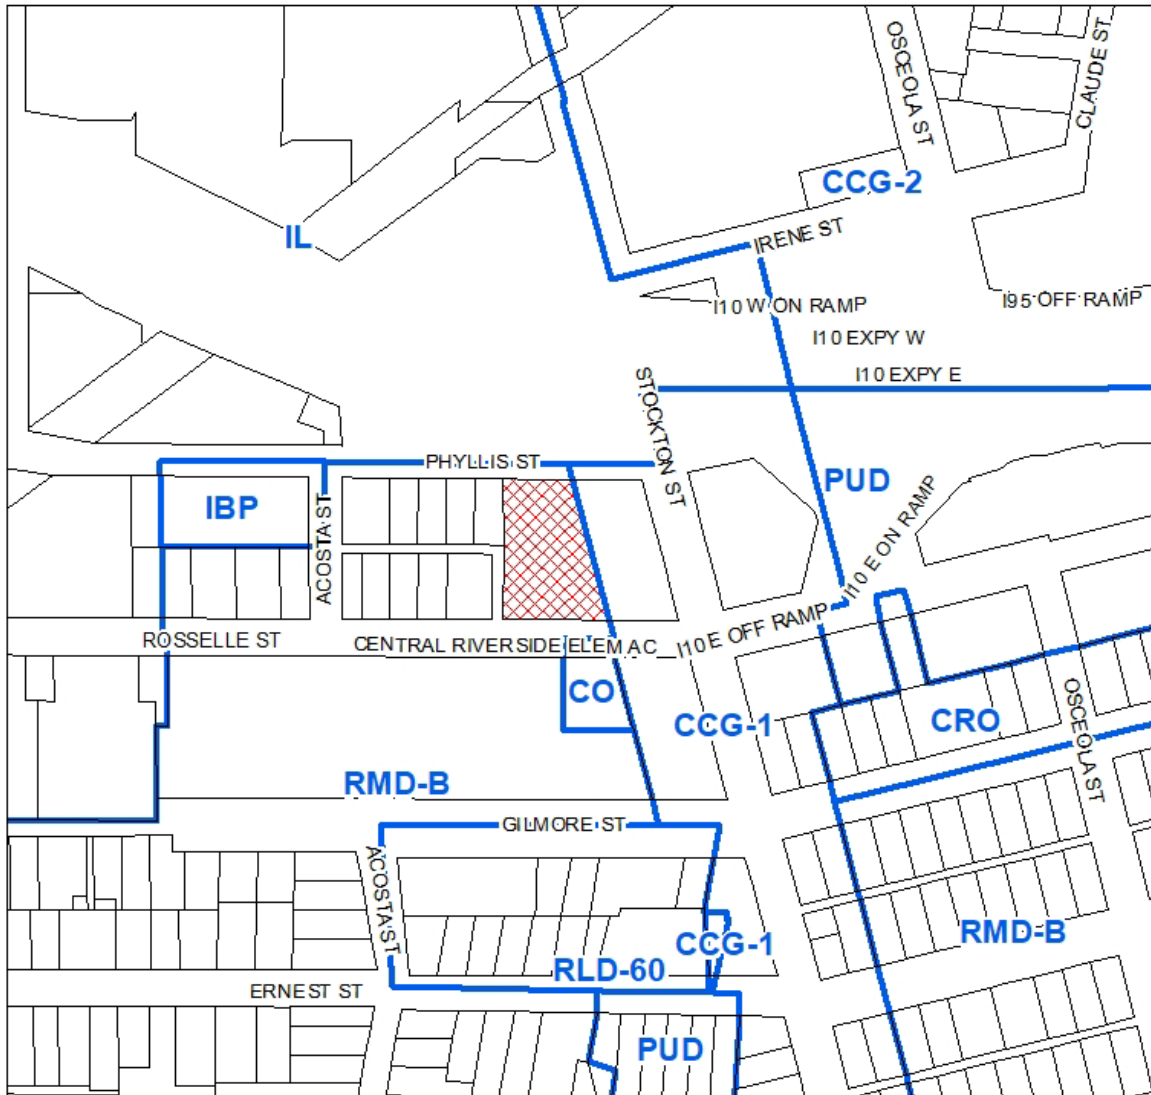 OSCEOLA ST
CLAUDE ST
CCG-2
IL
IRENE ST
I10 W ON RAMP
I95 OFF RAMP
I10 EXPY W
I10 EXPY E
STOCKTON ST
PHYLLIS ST
PUD
IBP
ACOSTA ST
I10 E ON RAMP
I10 E OFF RAMP
ROSSELLE ST
CENTRAL RIVERSIDE ELEM AC
CO
CCG-1
CRO
OSCEOLA ST
RMD-B
GILMORE ST
ACOSTA ST
CCG-1
RMD-B
RLD-60
ERNEST ST
PUD